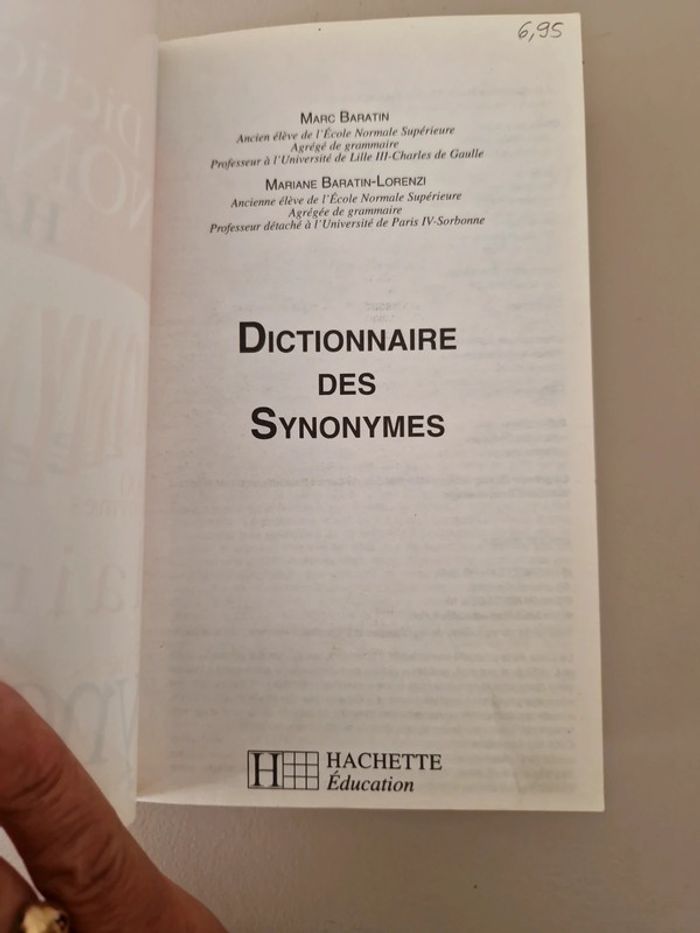 6,95
MARC BARATIN
Ancien élève de l'École Normale Supérieure
Agrégé de grammaire
Professeur à l'Université de Lille III-Charles de Gaulle
MARIANE BARATIN-LORENZI
Ancienne élève de l'École Normale Supérieure
Agrégée de grammaire
Professeur détaché à l'Université de Paris IV-Sorbonne
DICTIONNAIRE
DES
SYNONYMES
H HACHETTE
Éducation